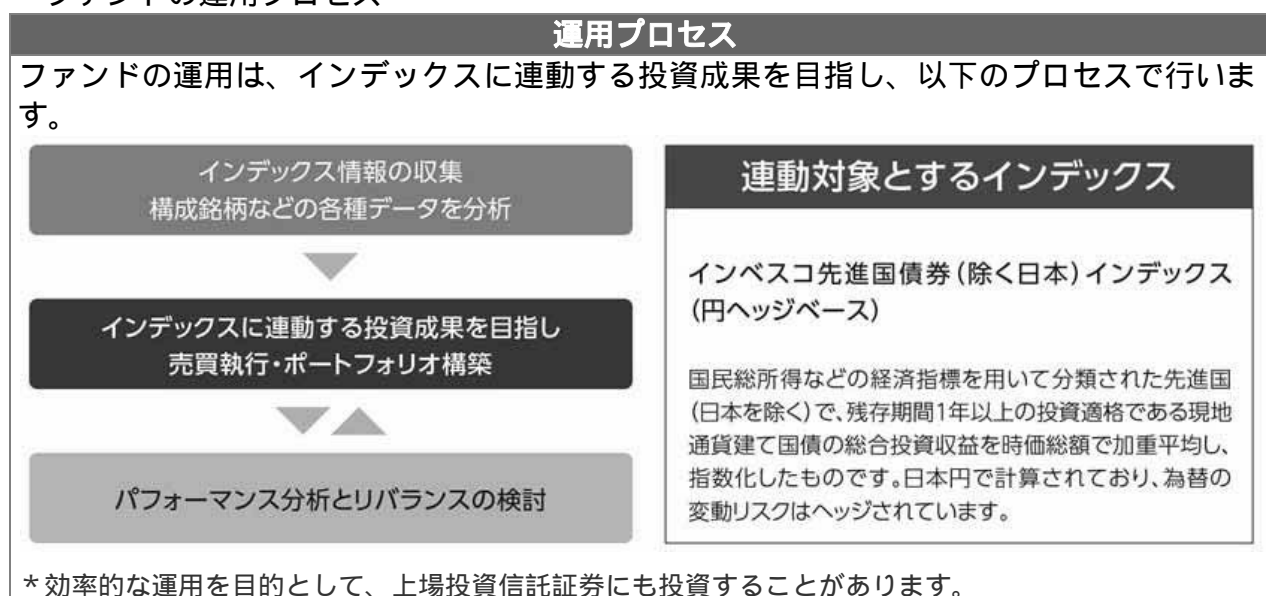 ファンドの運用プロセス
運用プロセス
ファンドの運用は、インデックスに連動する投資成果を目指し、以下のプロセスで行いま
す。
インデックス情報の収集
構成銘柄などの各種データを分析
インデックスに連動する投資成果を目指し
売買執行・ポートフォリオ構築
パフォーマンス分析とリバランスの検討
連動対象とするインデックス
インベスコ先進国債券(除く日本)インデックス
(円ヘッジベース)
国民総所得などの経済指標を用いて分類された先進国
(日本を除く)で、残存期間1年以上の投資適格である現地
通貨建て国債の総合投資収益を時価総額で加重平均し、
指数化したものです。日本円で計算されており、為替の
変動リスクはヘッジされています。
*効率的な運用を目的として、上場投資信託証券にも投資することがあります。